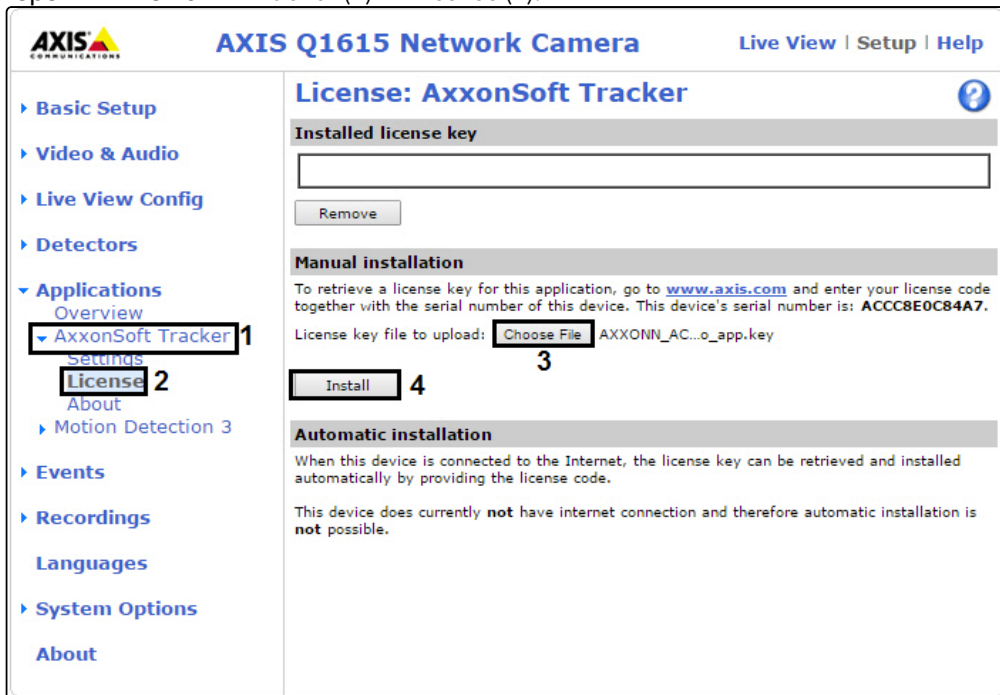 AXIS
COMMUNICATIONS
AXIS Q1615 Network Camera
Live View | Setup | Help
Basic Setup
Video & Audio
Live View Config
Detectors
Applications
Overview
AxxonSoft Tracker 1
Settings
License 2
About
Motion Detection 3
Events
Recordings
Languages
System Options
About
License: AxxonSoft Tracker
?
Installed license key
Remove
Manual installation
To retrieve a license key for this application, go to www.axis.com and enter your license code
together with the serial number of this device. This device's serial number is: ACCC8E0C84A7.
License key file to upload: Choose File AXXONN_AC...o_app.key
3
Install 4
Automatic installation
When this device is connected to the Internet, the license key can be retrieved and installed
automatically by providing the license code.
This device does currently not have internet connection and therefore automatic installation is
not possible.